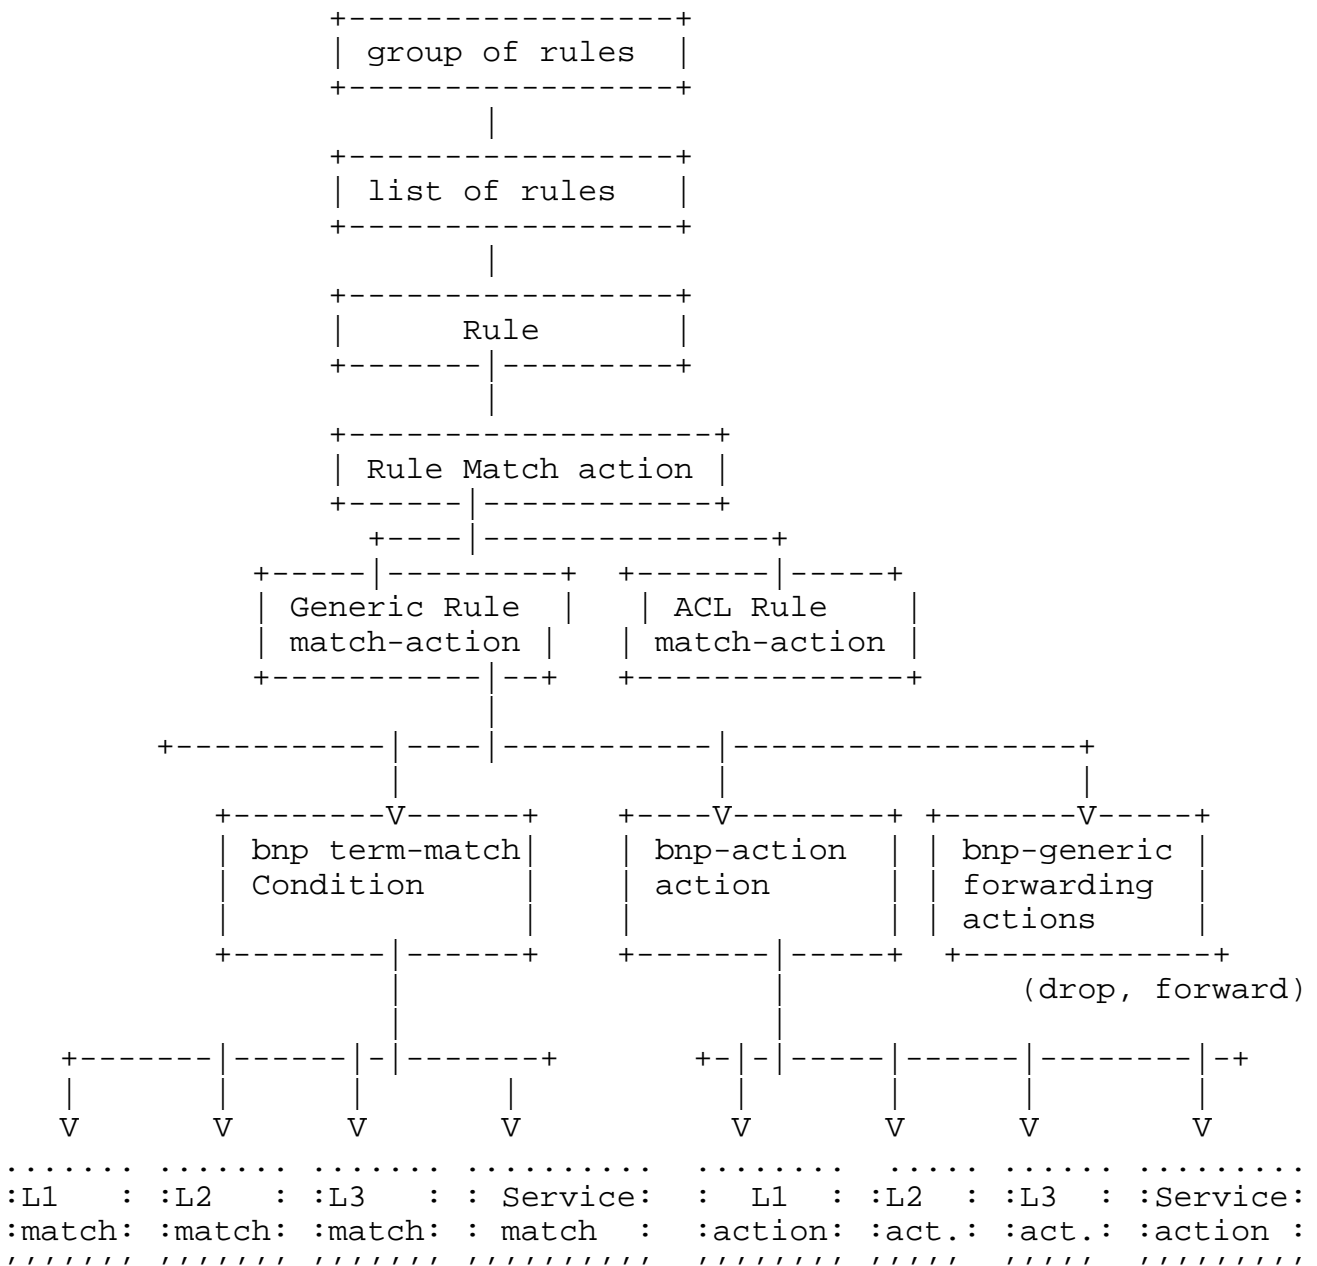 +-----------------+
| group of rules  |
+-----------------+
        |
+-----------------+
| list of rules   |
+-----------------+
        |
+-----------------+
|      Rule       |
+-------|---------+
        |
+-------------------+
| Rule Match action |
+------|------------+
  +----|---------------+
+-----|---------+  +-------|-----+
| Generic Rule  |   | ACL Rule    |
| match-action |   | match-action |
+-----------|--+   +--------------+
            |
+-----------|----|-----------|------------------+
            |                |                  |
+--------V------+    +----V--------+ +-------V-----+
| bnp term-match|    | bnp-action  | | bnp-generic |
| Condition     |    | action      | | forwarding  |
|               |    |             | | actions     |
+--------|------+    +-------|-----+  +-------------+
         |                   |            (drop, forward)
         |                   |
+-------|------|-|-------+       +-|-|-----|------|--------|-+
|       |      |       |           |       |      |        |
V       V      V       V           V       V      V        V
....... ....... ....... ..........  ........  ..... ...... .........
:L1   : :L2   : :L3   : : Service:  :  L1  : :L2  : :L3  : :Service:
:match: :match: :match: : match  :  :action: :act.: :act.: :action :
,,,,,,, ,,,,,,, ,,,,,,, ,,,,,,,,,,  ,,,,,,,, ,,,,,  ,,,,,  ,,,,,,,,,